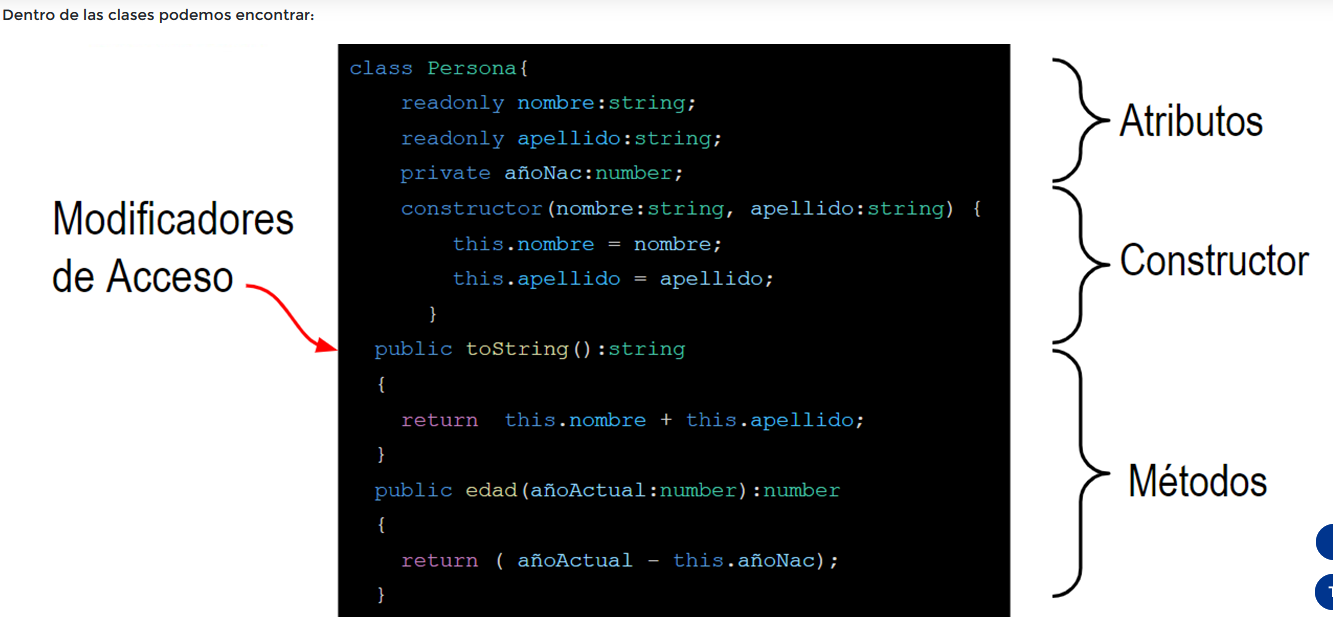 Dentro de las clases podemos encontrar:
class Persona{
readonly nombre:string;
readonly apellido:string;
private añoNac:number;
constructor(nombre:string, apellido:string) {
this.nombre = nombre;
this.apellido = apellido;
}
public toString():string
{
return this.nombre + this.apellido;
}
public edad(añoActual:number):number
{
return ( añoActual - this.añoNac);
}
Modificadores
de Acceso
Atributos
Constructor
Métodos